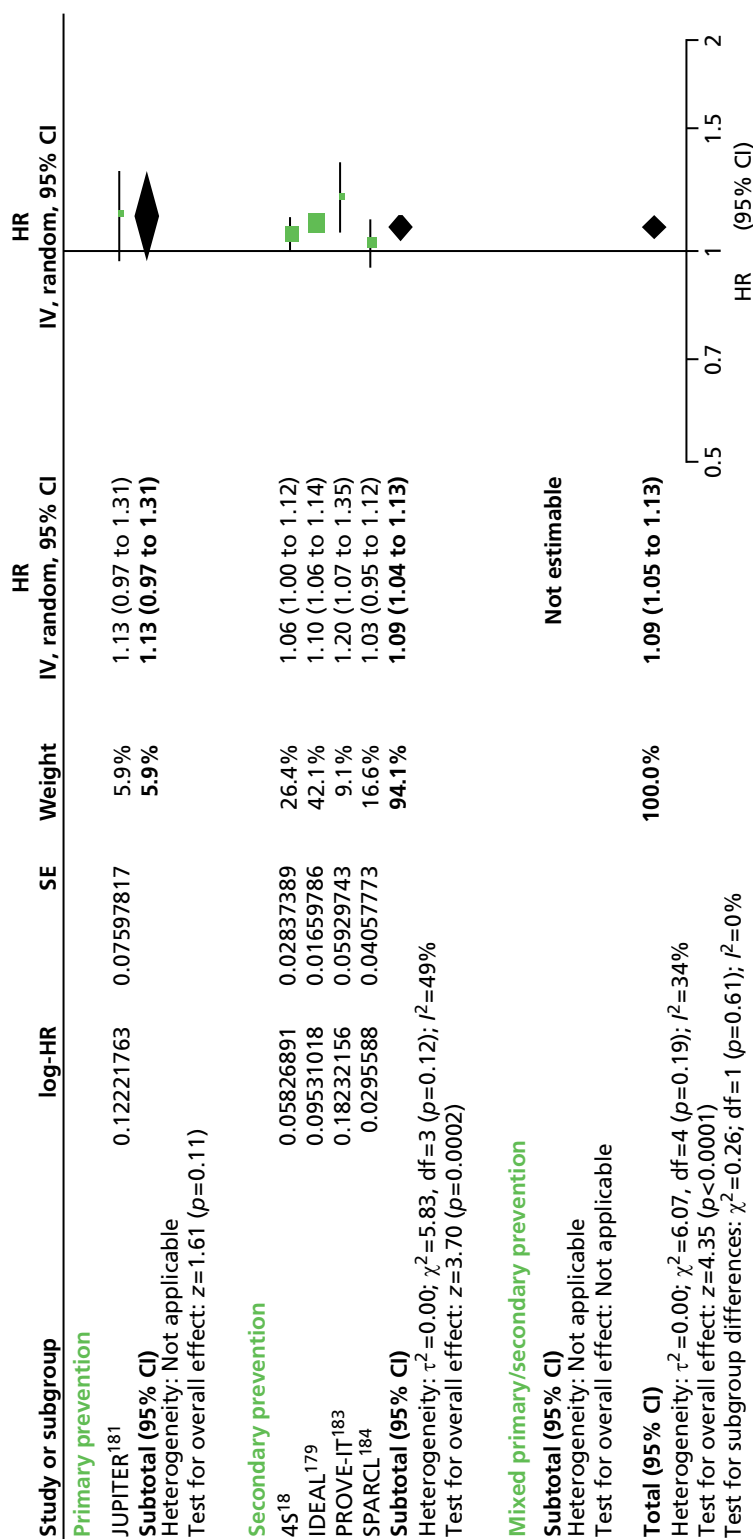 HR HR
Study or subgroup log-HR SE Weight IV, random, 95% CI IV, random, 95% CI
Primary prevention
JUPITER181 0.12221763 0.07597817 5.9% 1.13 (0.97 to 1.31)
Subtotal (95% CI) 5.9% 1.13 (0.97 to 1.31)
Heterogeneity: Not applicable
Test for overall effect: z=1.61 (p=0.11)
Secondary prevention
4S18 0.05826891 0.02837389 26.4% 1.06 (1.00 to 1.12)
IDEAL179 0.09531018 0.01659786 42.1% 1.10 (1.06 to 1.14)
PROVE-IT183 0.18232156 0.05929743 9.1% 1.20 (1.07 to 1.35)
SPARCL184 0.0295588 0.04057773 16.6% 1.03 (0.95 to 1.12)
Subtotal (95% CI) 94.1% 1.09 (1.04 to 1.13)
Heterogeneity: τ2=0.00; χ2=5.83, df=3 (p=0.12); I2=49%
Test for overall effect: z=3.70 (p=0.0002)
Mixed primary/secondary prevention
Subtotal (95% CI) Not estimable
Heterogeneity: Not applicable
Test for overall effect: Not applicable
Total (95% CI) 100.0% 1.09 (1.05 to 1.13)
Heterogeneity: τ2=0.00; χ2=6.07, df=4 (p=0.19); I2=34%
Test for overall effect: z=4.35 (p<0.0001)
Test for subgroup differences: χ2=0.26; df=1 (p=0.61); I2=0%
0.5 0.7 1 1.5 2
HR (95% CI)